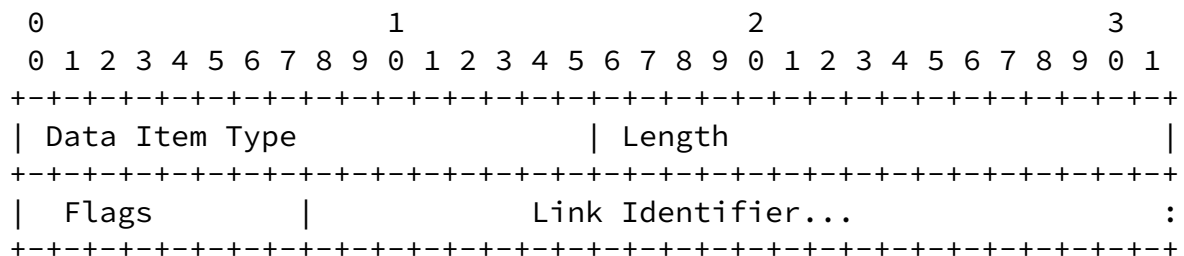 0                   1                   2                   3
 0 1 2 3 4 5 6 7 8 9 0 1 2 3 4 5 6 7 8 9 0 1 2 3 4 5 6 7 8 9 0 1
+-+-+-+-+-+-+-+-+-+-+-+-+-+-+-+-+-+-+-+-+-+-+-+-+-+-+-+-+-+-+-+-+
| Data Item Type                | Length                        |
+-+-+-+-+-+-+-+-+-+-+-+-+-+-+-+-+-+-+-+-+-+-+-+-+-+-+-+-+-+-+-+-+
|  Flags        |            Link Identifier...                 :
+-+-+-+-+-+-+-+-+-+-+-+-+-+-+-+-+-+-+-+-+-+-+-+-+-+-+-+-+-+-+-+-+